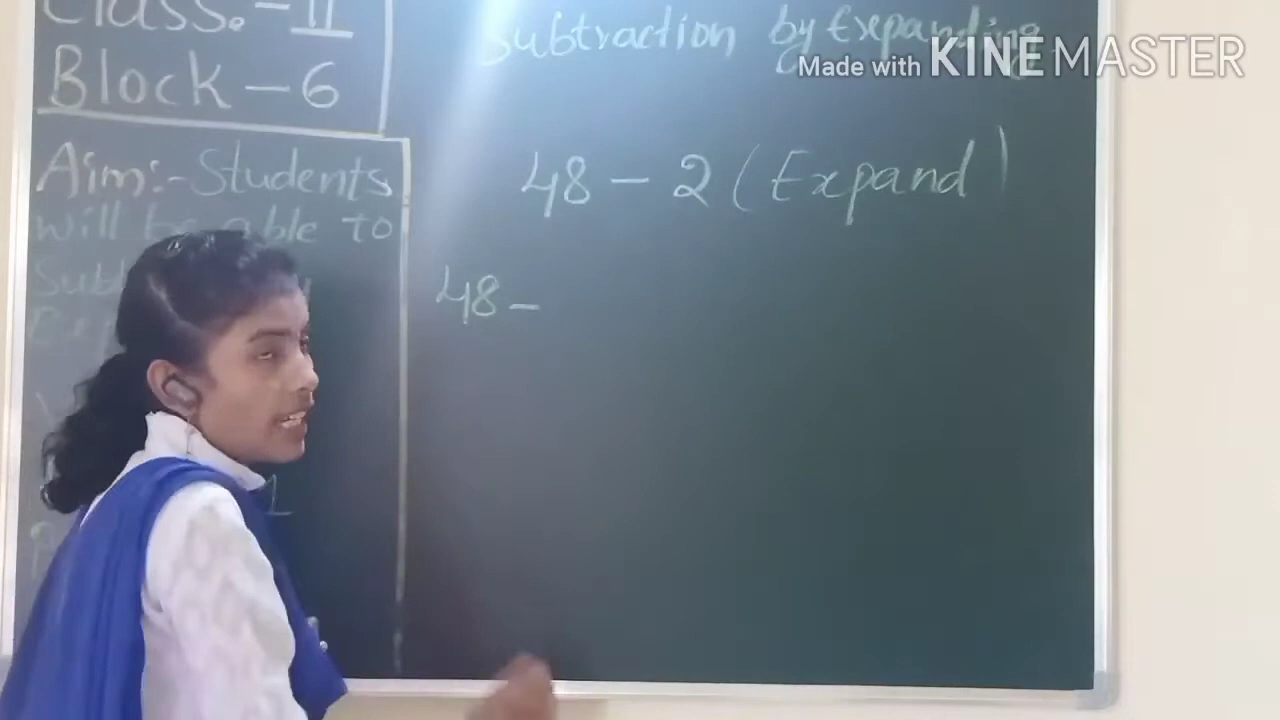 Class.-II
Block-6
Aim:-Students
will be able to
Subtraction by Expanding
Made with KINEMASTER
48 - 2 (Expand)
48 -